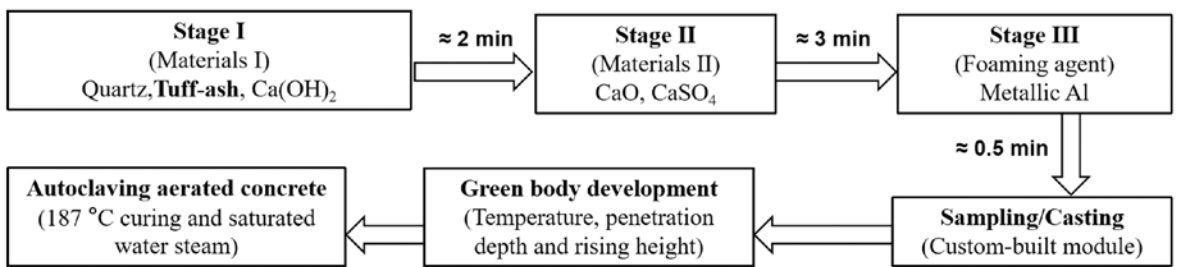 Stage I
(Materials I)
Quartz,Tuff-ash, Ca(OH)₂
≈ 2 min
Stage II
(Materials II)
CaO, CaSO₄
≈ 3 min
Stage III
(Foaming agent)
Metallic Al
≈ 0.5 min
Sampling/Casting
(Custom-built module)
Green body development
(Temperature, penetration
depth and rising height)
Autoclaving aerated concrete
(187 °C curing and saturated
water steam)